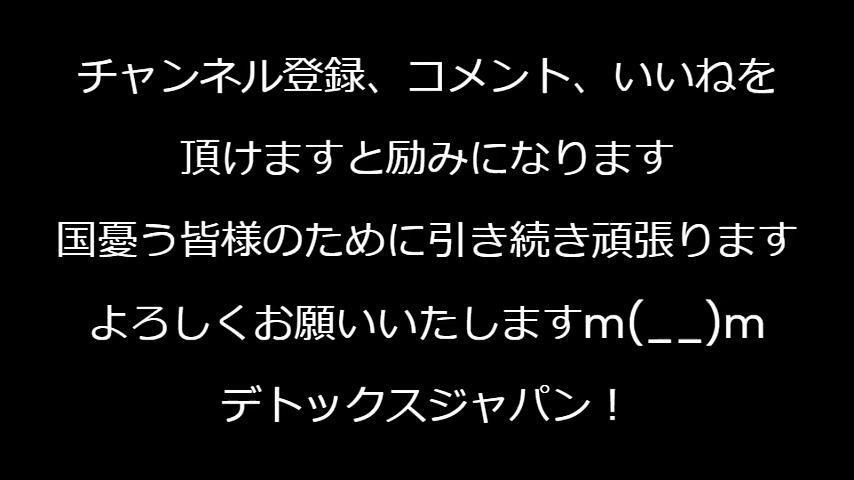 チャンネル登録、コメント、いいねを
頂けますと励みになります
国憂う皆様のために引き続き頑張ります
よろしくお願いいたしますm(__)m
デトックスジャパン！